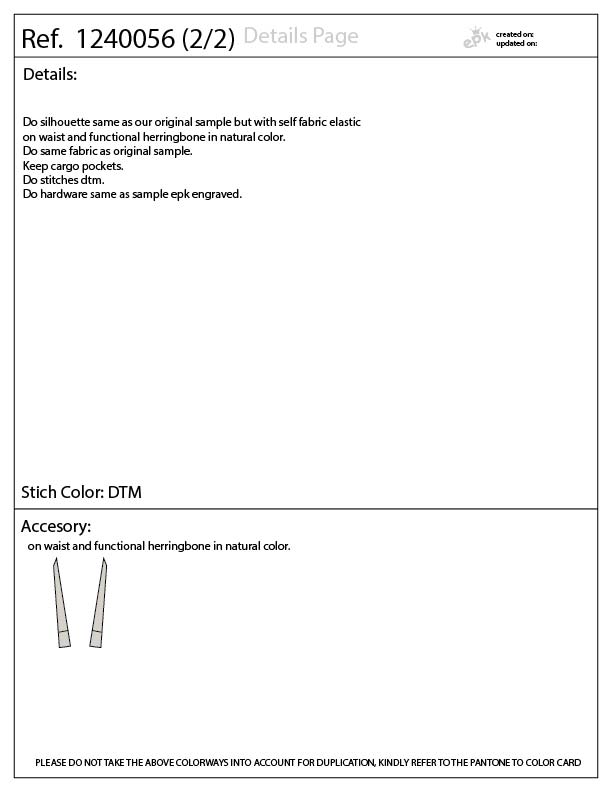 Ref. 1240056 (2/2) Details Page
epk
created on:
updated on:
Details:
Do silhouette same as our original sample but with self fabric elastic
on waist and functional herringbone in natural color.
Do same fabric as original sample.
Keep cargo pockets.
Do stitches dtm.
Do hardware same as sample epk engraved.
Stich Color: DTM
Accesory:
on waist and functional herringbone in natural color.
PLEASE DO NOT TAKE THE ABOVE COLORWAYS INTO ACCOUNT FOR DUPLICATION, KINDLY REFER TO THE PANTONE TO COLOR CARD